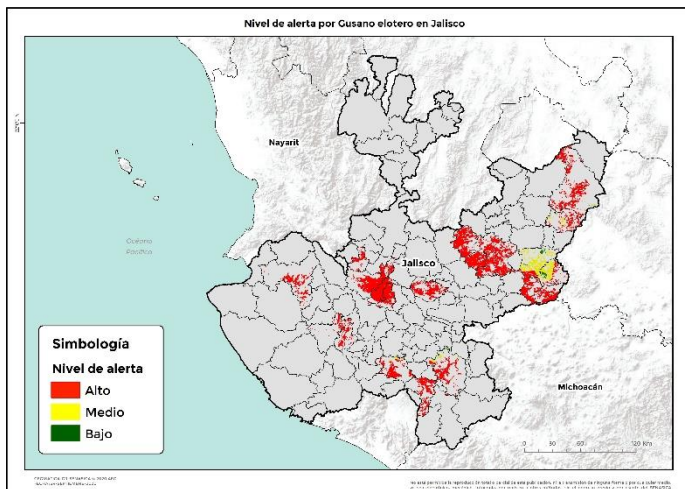 Nivel de alerta por Gusano elotero en Jalisco
Nayarit
Océano
Pacífico
Jalisco
Michoacán
Simbología
Nivel de alerta
Alto
Medio
Bajo
0 30 60 120 Km